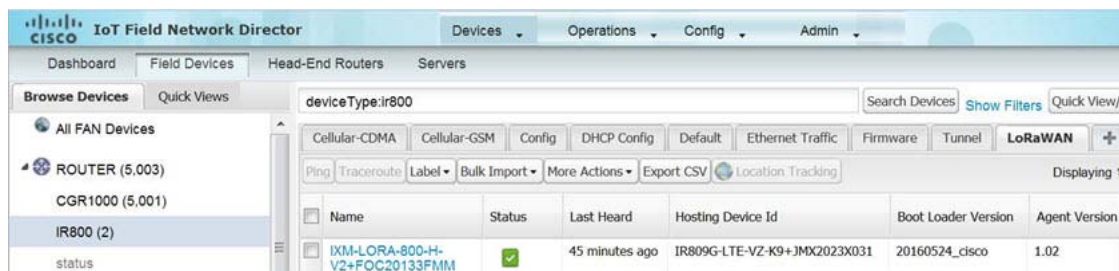 CISCO IoT Field Network Director Devices Operations Config Admin
Dashboard Field Devices Head-End Routers Servers
Browse Devices Quick Views
deviceType:ir800 Search Devices Show Filters Quick View/
All FAN Devices
Cellular-CDMA Cellular-GSM Config DHCP Config Default Ethernet Traffic Firmware Tunnel LoRaWAN
ROUTER (5,003)
Ping Traceroute Label Bulk Import More Actions Export CSV Location Tracking Displaying
CGR1000 (5,001)
IR800 (2)
status
Name Status Last Heard Hosting Device Id Boot Loader Version Agent Version
IXM-LORA-800-H-
V2+FOC20133FMM 45 minutes ago IR809G-LTE-VZ-K9+JMX2023X031 20160524_cisco 1.02